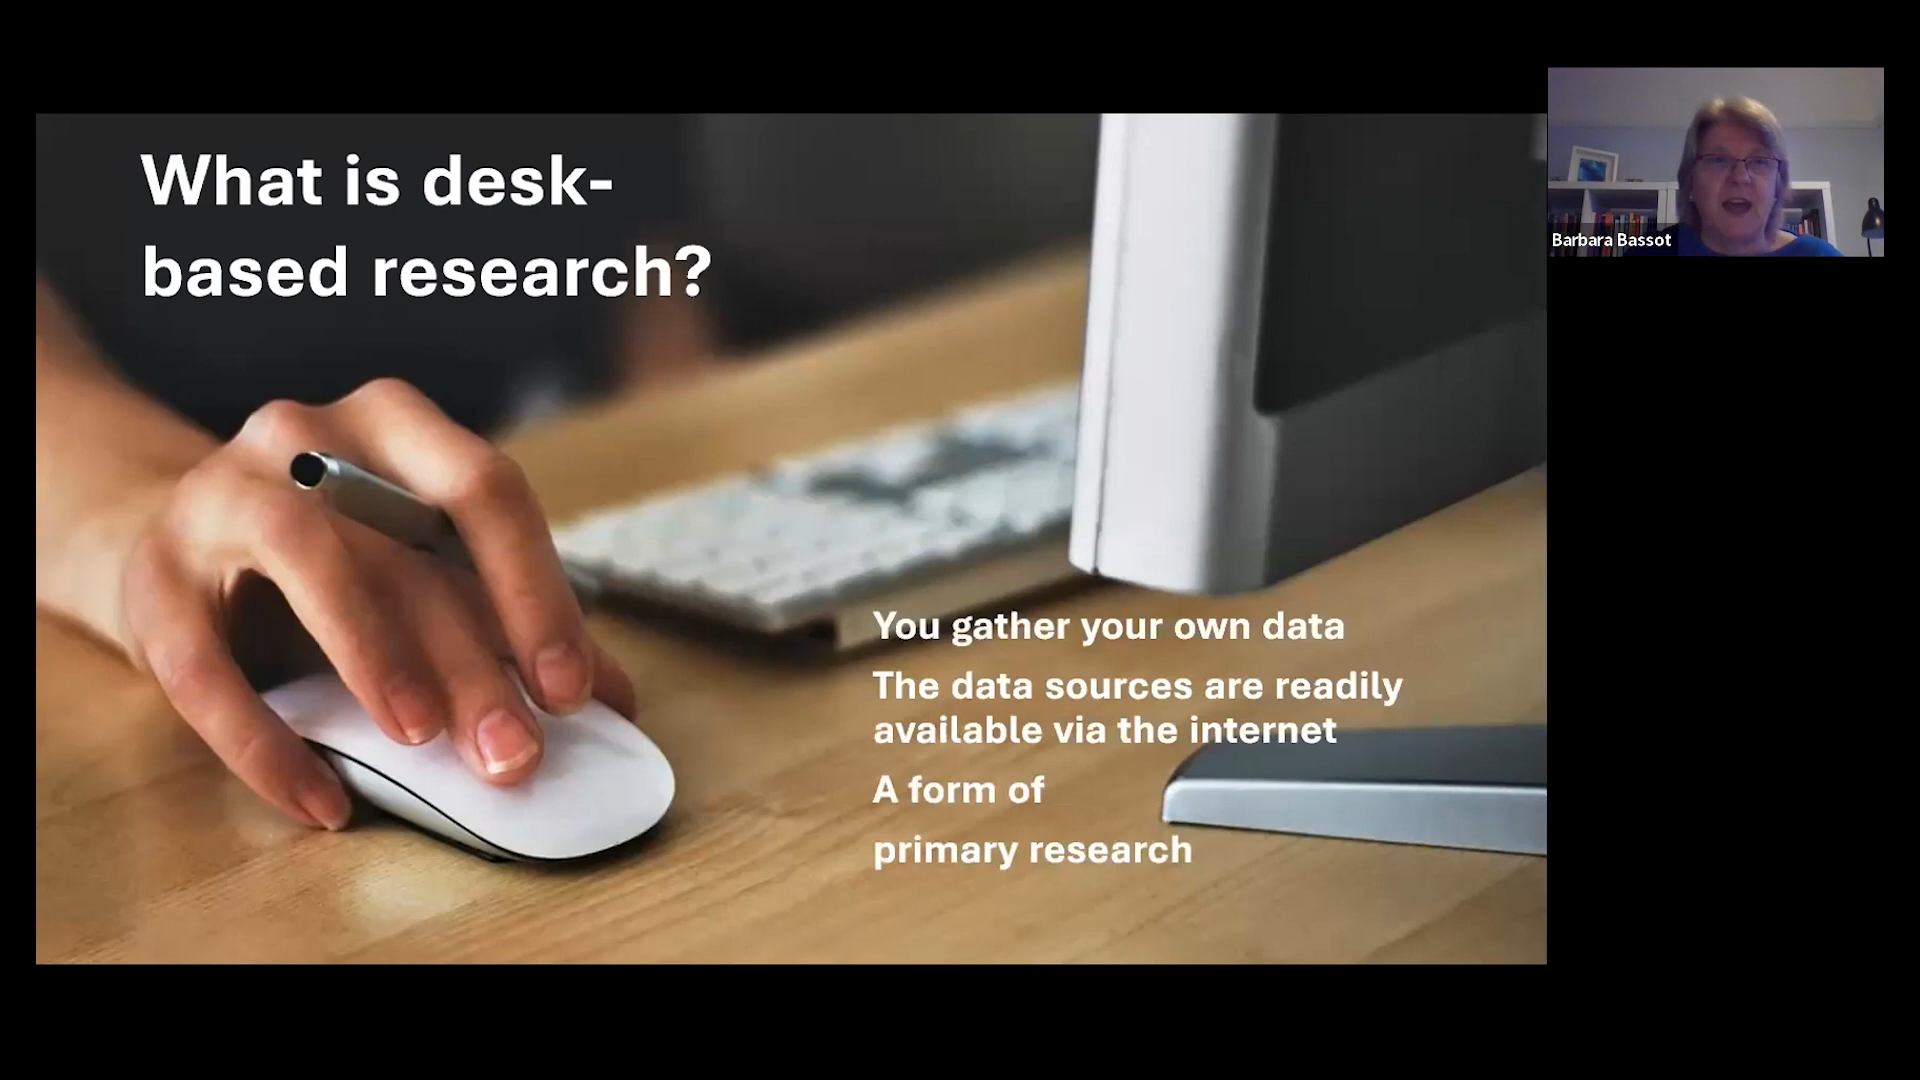 What is desk-
based research?
Barbara Bassot
You gather your own data
The data sources are readily
available via the internet
A form of
primary research